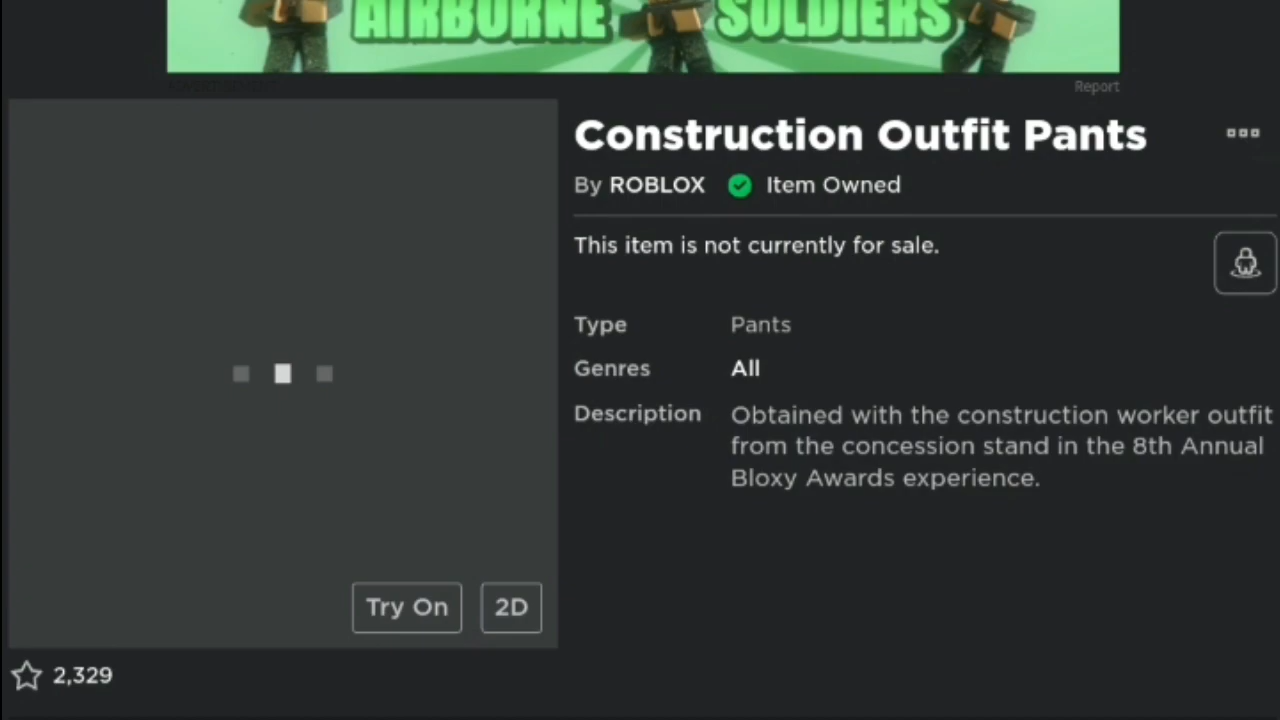 AIRBORNE SOLDIERS
Report
Construction Outfit Pants
By ROBLOX Item Owned
This item is not currently for sale.
Type Pants
Genres All
Description Obtained with the construction worker outfit
from the concession stand in the 8th Annual
Bloxy Awards experience.
Try On 2D
2,329